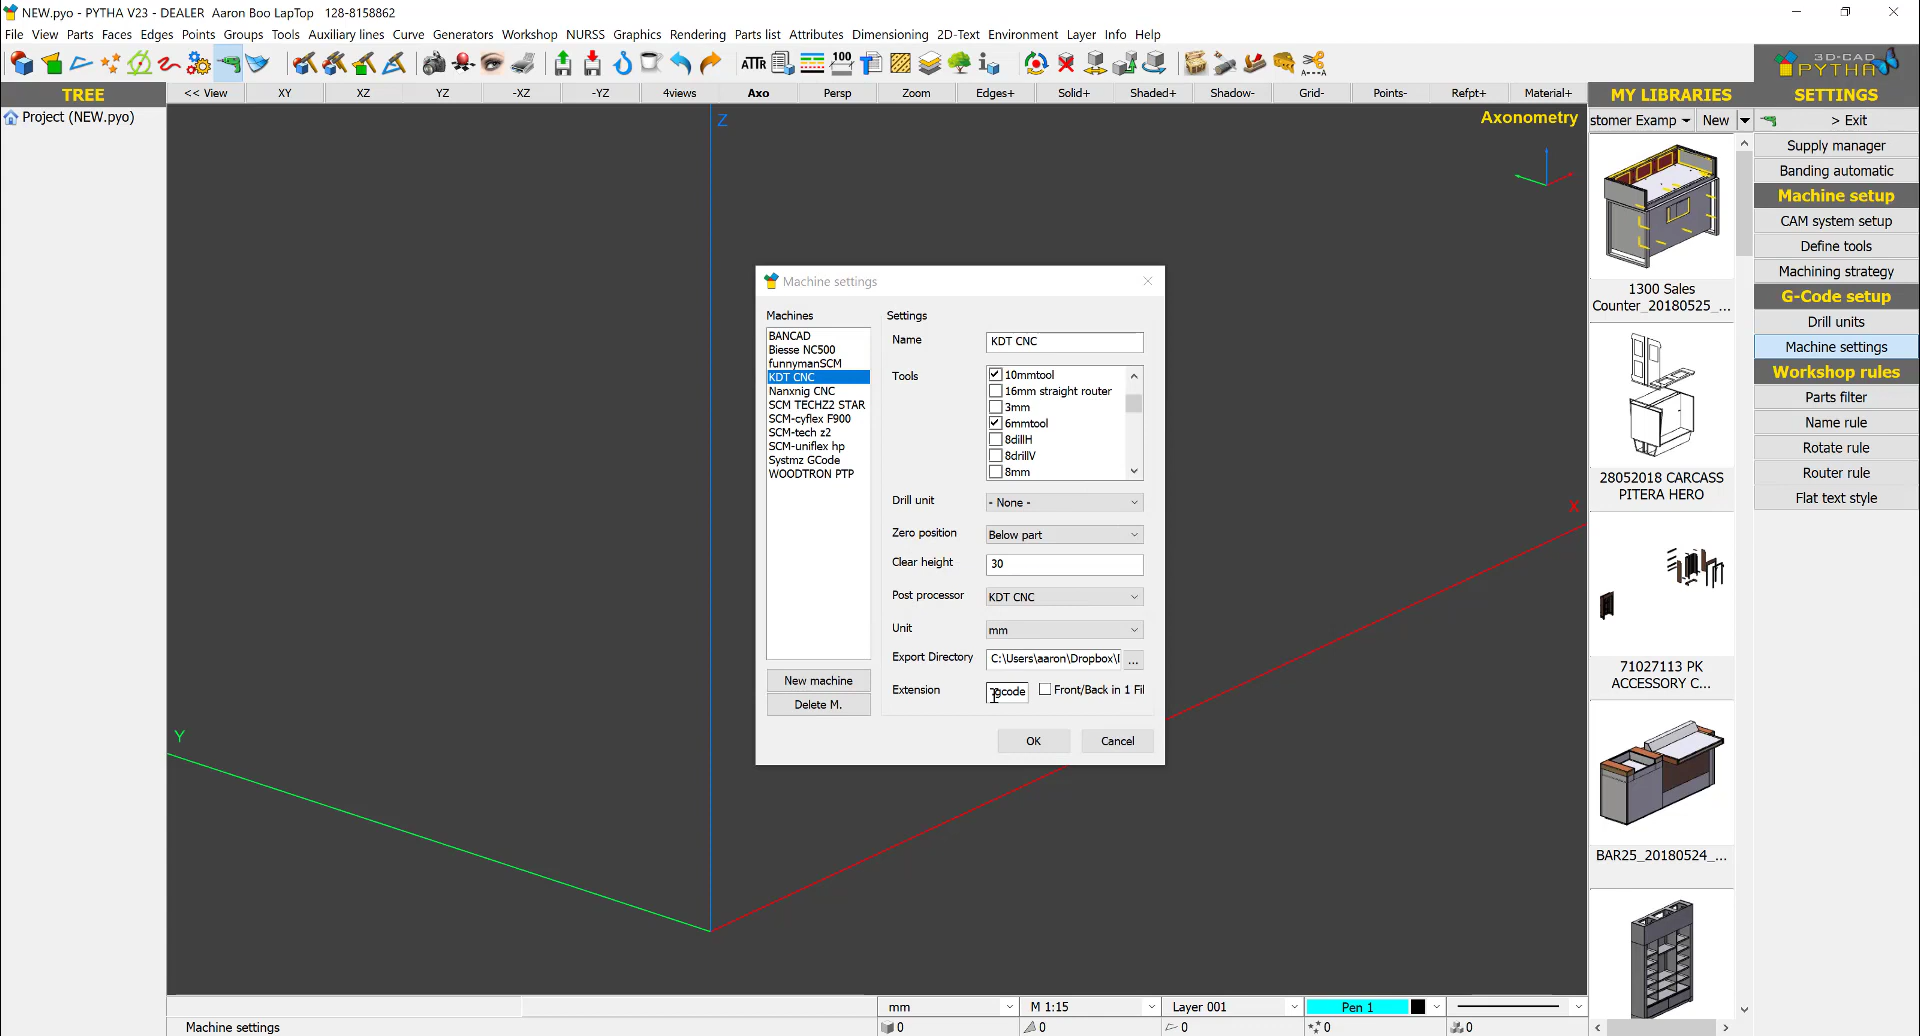 NEW.pyo - PYTHA V23 - DEALER   Aaron Boo LapTop   128-8158862
File View Parts Faces Edges Points Groups Tools Auxiliary lines Curve Generators Workshop NURSS Graphics Rendering Parts list Attributes Dimensioning 2D-Text Environment Layer Info Help
ATTR 100
3D-CAD
PYTHA
TREE
<< View XY XZ YZ -XZ -YZ 4views Axo Persp Zoom Edges+ Solid+ Shaded+ Shadow- Grid- Points- Refpt+ Material+
MY LIBRARIES
SETTINGS
Project (NEW.pyo)
Z
Axonometry
stomer Examp New
> Exit
Supply manager
Banding automatic
Machine setup
CAM system setup
Define tools
Machining strategy
G-Code setup
Drill units
Machine settings
Workshop rules
Parts filter
Name rule
Rotate rule
Router rule
Flat text style
1300 Sales
Counter_20180525_...
28052018 CARCASS
PITERA HERO
71027113 PK
ACCESSORY C...
BAR25_20180524_...
X
Y
Machine settings
Machines
BANCAD
Biesse NC500
funnymanSCM
KDT CNC
Nanxnig CNC
SCM TECHZ2 STAR
SCM-cyflex F900
SCM-tech z2
SCM-uniflex hp
Systmz GCode
WOODTRON PTP
New machine
Delete M.
Settings
Name KDT CNC
Tools
10mmtool
16mm straight router
3mm
6mmtool
8dillH
8drillV
8mm
Drill unit - None -
Zero position Below part
Clear height 30
Post processor KDT CNC
Unit mm
Export Directory C:\Users\aaron\Dropbox\ ...
Extension gcode Front/Back in 1 Fil
OK Cancel
mm M 1:15 Layer 001 Pen 1
Machine settings 0 0 0 0 0